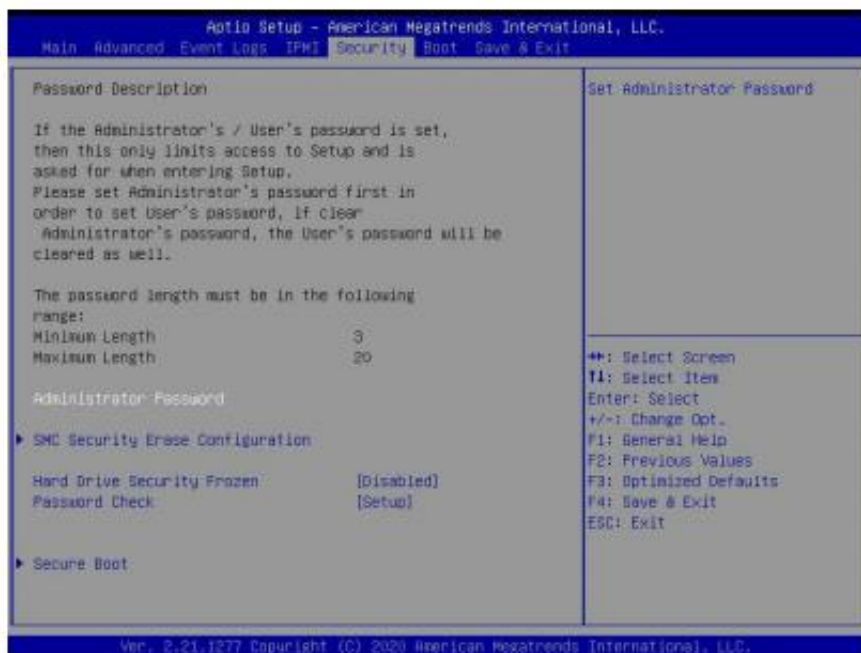 Aptio Setup - American Megatrends International, LLC.
Main Advanced Event Logs IPMI Security Boot Save & Exit
Password Description
If the Administrator's / User's password is set,
then this only limits access to Setup and is
asked for when entering Setup.
Please set Administrator's password first in
order to set User's password, if clear
Administrator's password, the User's password will be
cleared as well.
The password length must be in the following
range:
Minimum Length 3
Maximum Length 20
Administrator Password
▶ SMC Security Erase Configuration
Hard Drive Security Frozen [Disabled]
Password Check [Setup]
▶ Secure Boot
Set Administrator Password
→←: Select Screen
↑↓: Select Item
Enter: Select
+/-: Change Opt.
F1: General Help
F2: Previous Values
F3: Optimized Defaults
F4: Save & Exit
ESC: Exit
Ver. 2.21.1277 Copyright (C) 2020 American Megatrends International, LLC.